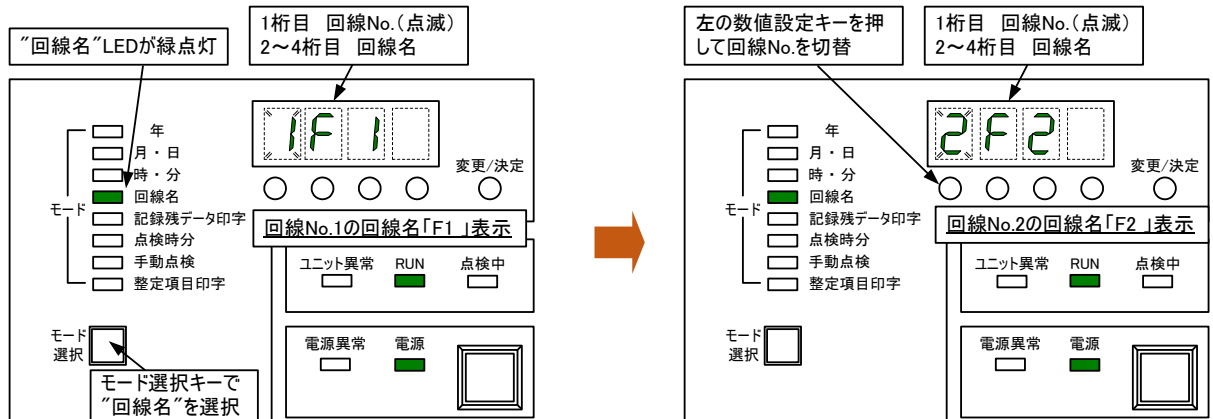 "回線名"LEDが緑点灯
1桁目 回線No.(点滅)
2～4桁目 回線名
1F 1
年
月・日
時・分
回線名
記録残データ印字
点検時分
手動点検
整定項目印字
モード
変更/決定
回線No.1の回線名「F1 」表示
ユニット異常 RUN 点検中
電源異常 電源
モード
選択
モード選択キーで
"回線名"を選択
左の数値設定キーを押
して回線No.を切替
1桁目 回線No.(点滅)
2～4桁目 回線名
2F2
年
月・日
時・分
回線名
記録残データ印字
点検時分
手動点検
整定項目印字
モード
変更/決定
回線No.2の回線名「F2 」表示
ユニット異常 RUN 点検中
電源異常 電源
モード
選択